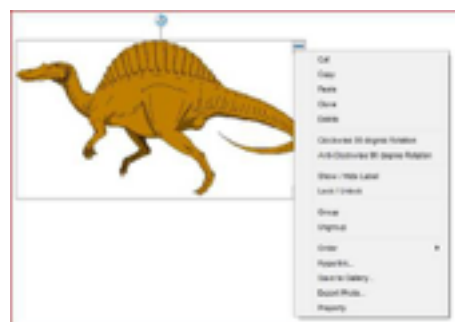 Cut
Copy
Paste
Clone
Delete
Clockwise 90 degree Rotation
Anti-Clockwise 90 degree Rotation
Show / Hide Label
Lock / Unlock
Group
Ungroup
Order
Hyperlink...
Save to Gallery...
Export Photo...
Property